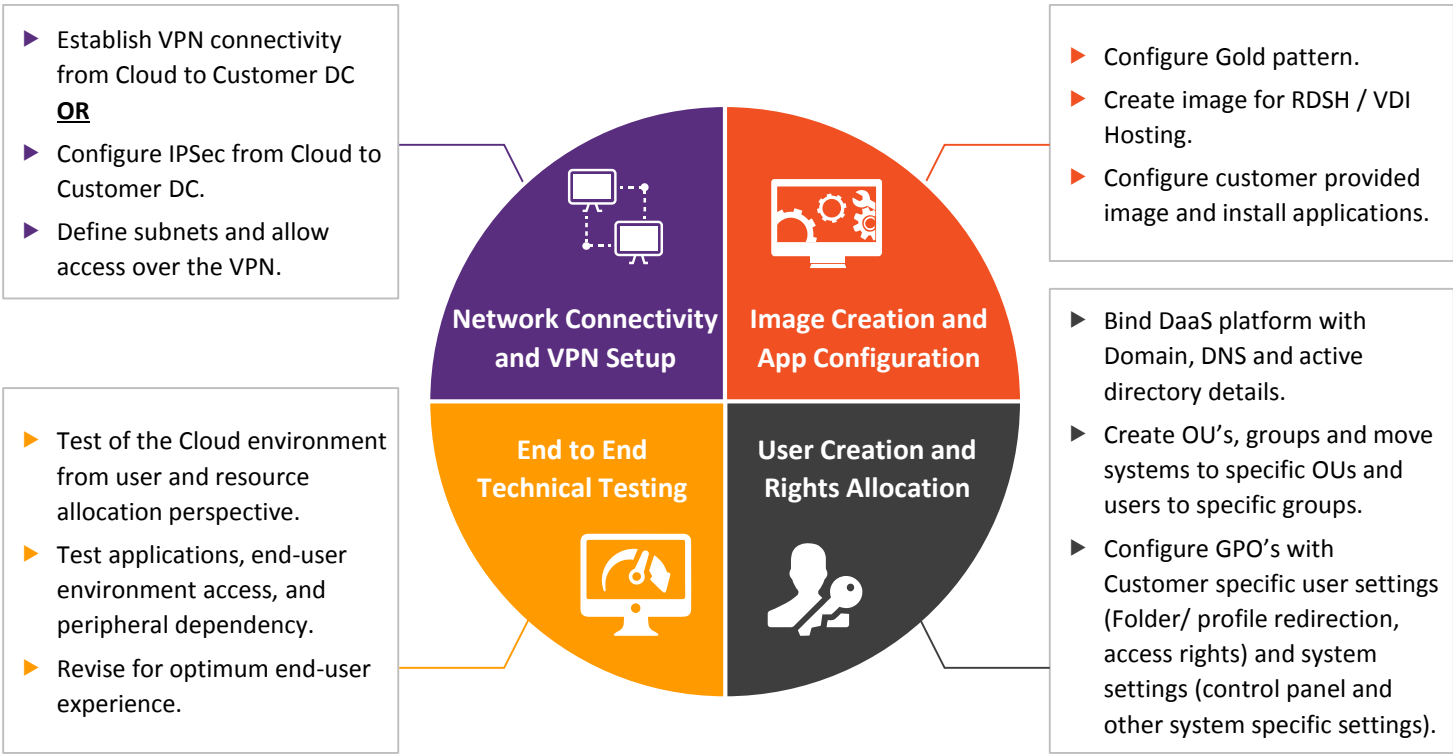 Establish VPN connectivity
from Cloud to Customer DC
OR
Configure IPSec from Cloud to
Customer DC.
Define subnets and allow
access over the VPN.
Configure Gold pattern.
Create image for RDSH / VDI
Hosting.
Configure customer provided
image and install applications.
Network Connectivity
and VPN Setup
Image Creation and
App Configuration
End to End
Technical Testing
User Creation and
Rights Allocation
Test of the Cloud environment
from user and resource
allocation perspective.
Test applications, end-user
environment access, and
peripheral dependency.
Revise for optimum end-user
experience.
Bind DaaS platform with
Domain, DNS and active
directory details.
Create OU's, groups and move
systems to specific OUs and
users to specific groups.
Configure GPO's with
Customer specific user settings
(Folder/ profile redirection,
access rights) and system
settings (control panel and
other system specific settings).